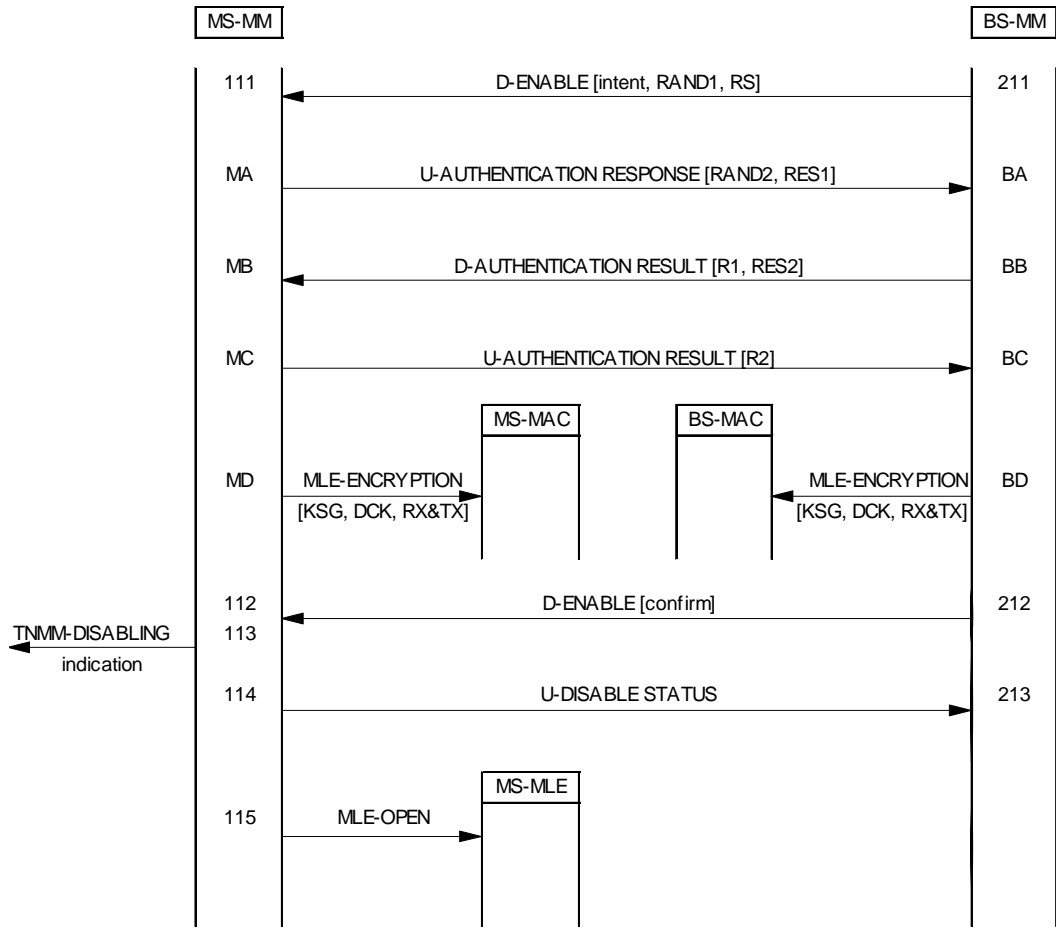 MS-MM BS-MM
111 D-ENABLE [intent, RAND1, RS] 211
MA U-AUTHENTICATION RESPONSE [RAND2, RES1] BA
MB D-AUTHENTICATION RESULT [R1, RES2] BB
MC U-AUTHENTICATION RESULT [R2] BC
MS-MAC BS-MAC
MD MLE-ENCRYPTION MLE-ENCRYPTION BD
[KSG, DCK, RX&TX] [KSG, DCK, RX&TX]
112 D-ENABLE [confirm] 212
TNMM-DISABLING 113
indication
114 U-DISABLE STATUS 213
MS-MLE
115 MLE-OPEN